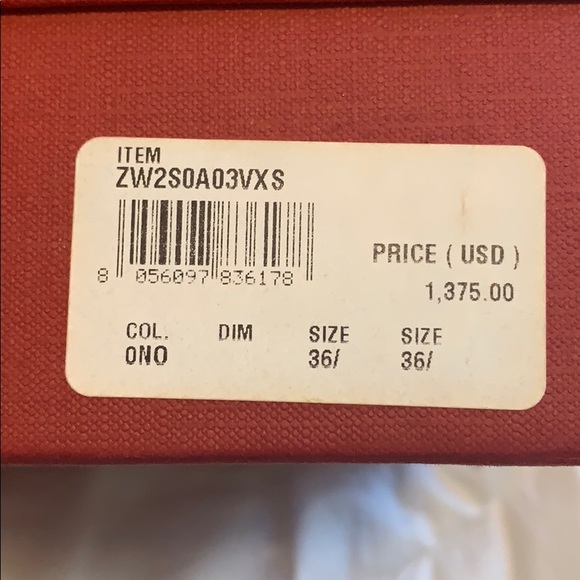 ITEM
ZW2S0A03VXS
8 056097 836178
PRICE ( USD )
1,375.00
COL. DIM SIZE SIZE
0NO 36/ 36/